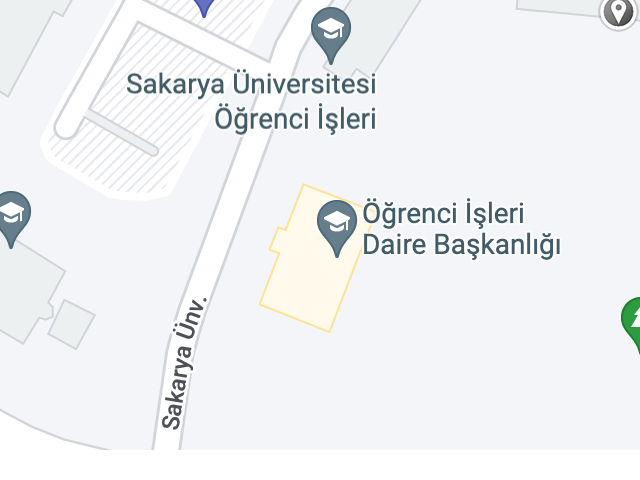 Sakarya Üniversitesi
Öğrenci İşleri
Öğrenci İşleri
Daire Başkanlığı
Sakarya Ünv.